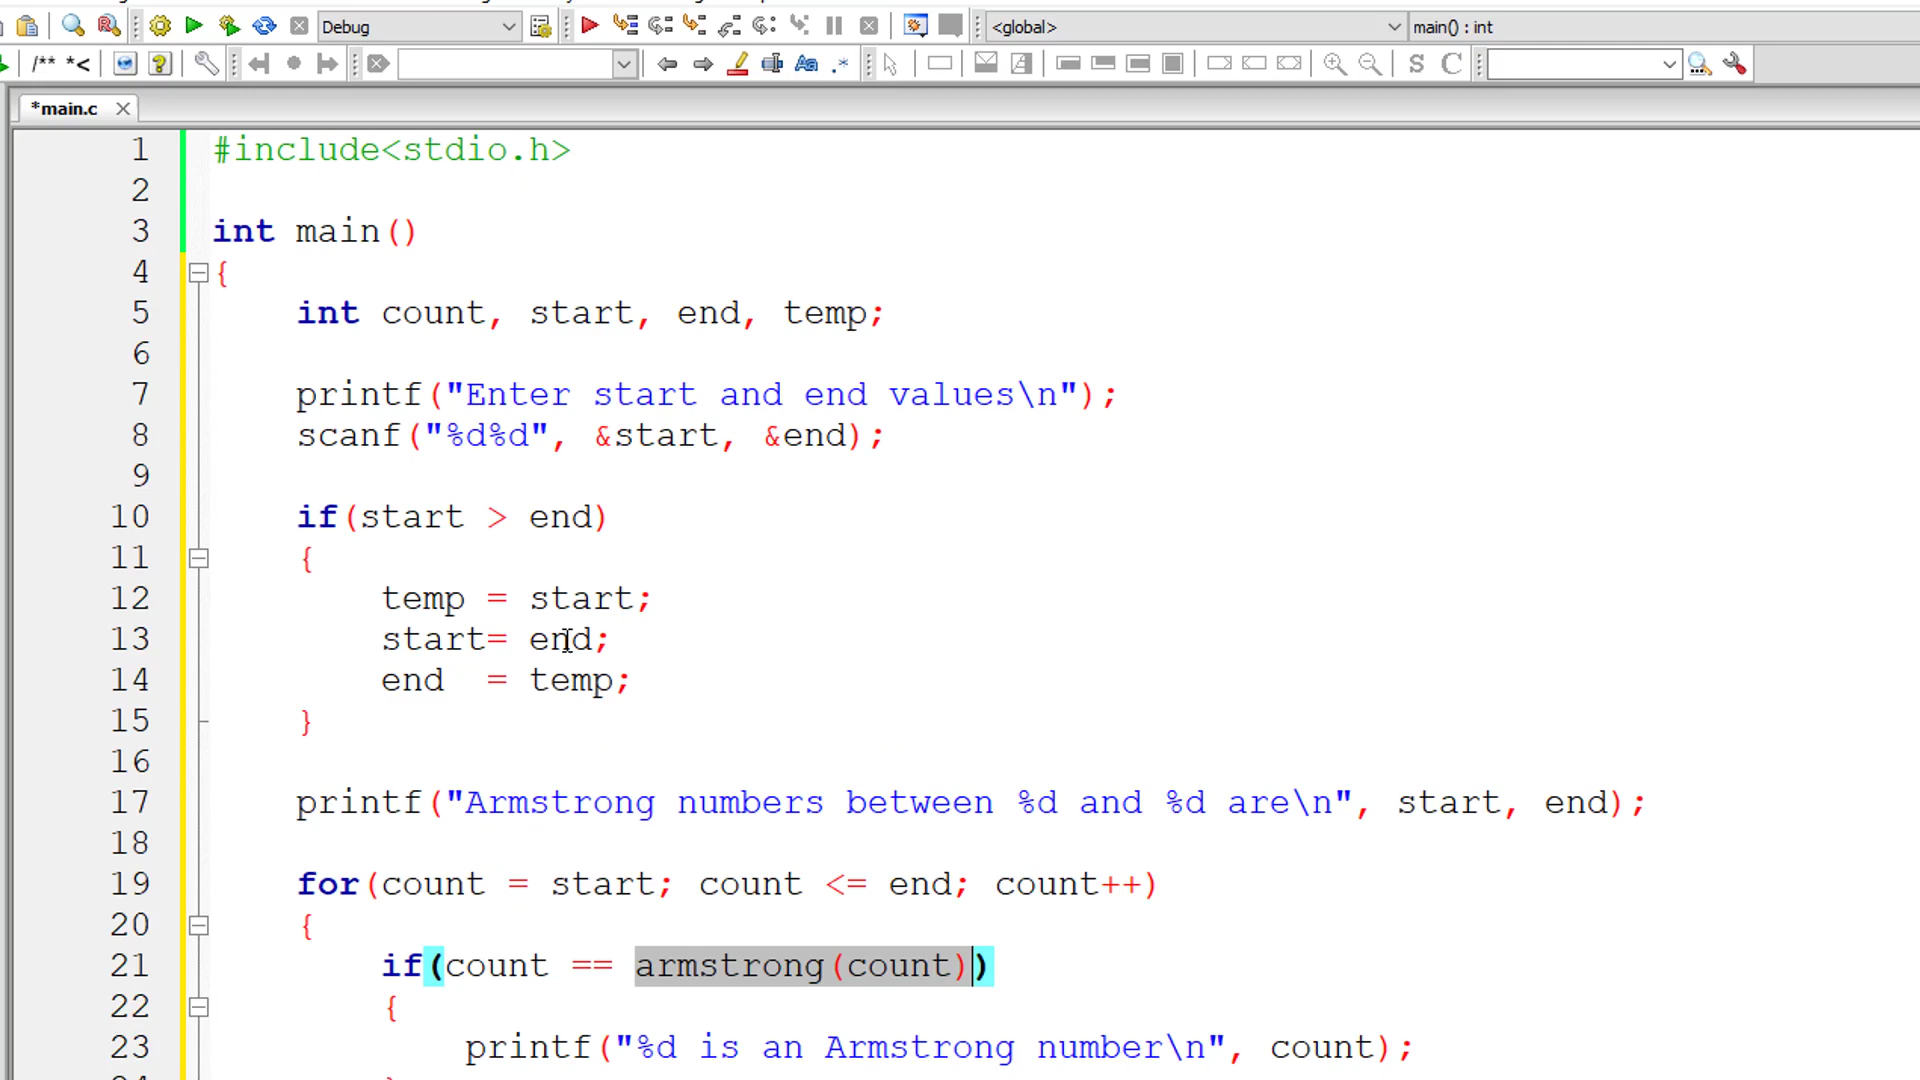 Debug
<global>
main() : int
/** *<
Aa
.*
S
C
*main.c
1 #include<stdio.h>
2
3 int main()
4 {
5 int count, start, end, temp;
6
7 printf("Enter start and end values\n");
8 scanf("%d%d", &start, &end);
9
10 if(start > end)
11 {
12 temp = start;
13 start= end;
14 end = temp;
15 }
16
17 printf("Armstrong numbers between %d and %d are\n", start, end);
18
19 for(count = start; count <= end; count++)
20 {
21 if(count == armstrong(count))
22 {
23 printf("%d is an Armstrong number\n", count);